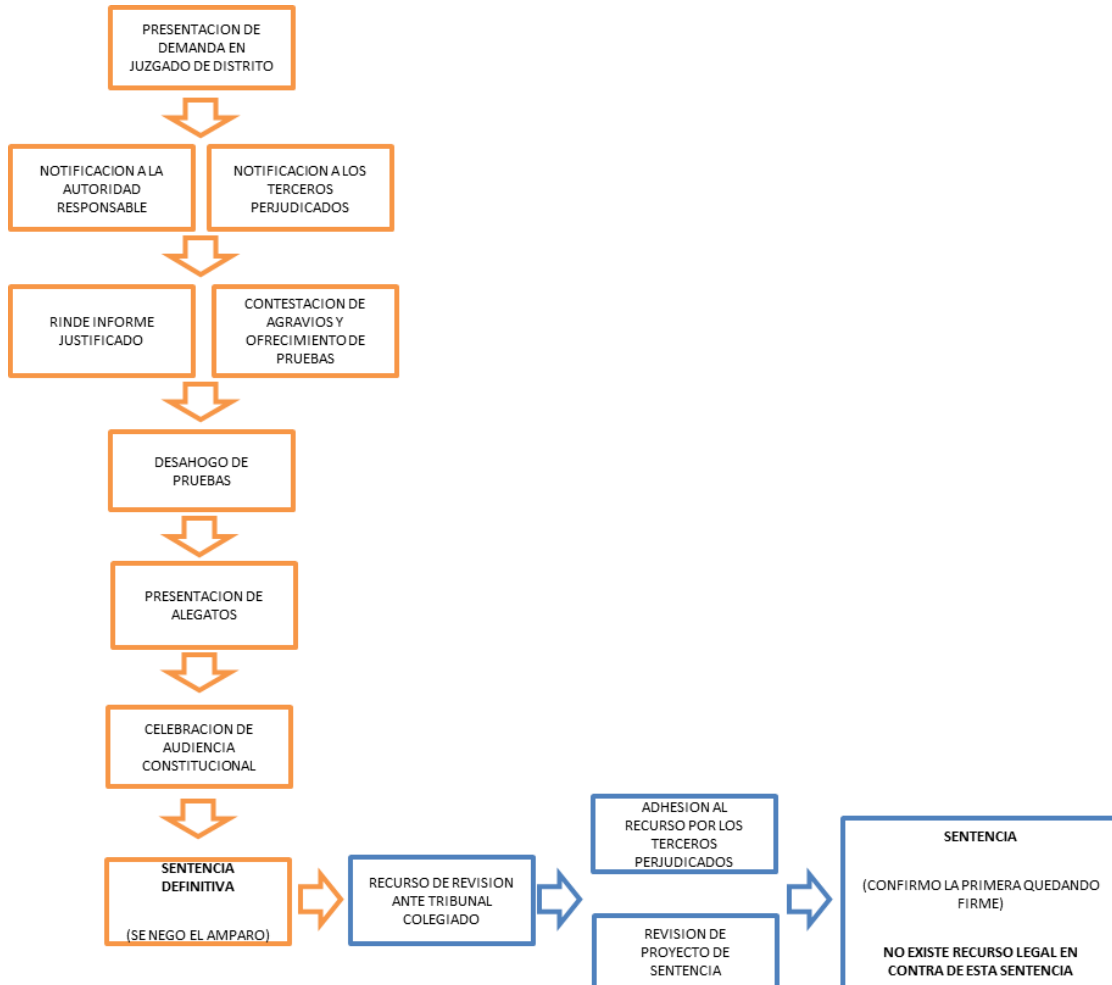 PRESENTACION DE
DEMANDA EN
JUZGADO DE DISTRITO
NOTIFICACION A LA
AUTORIDAD
RESPONSABLE
NOTIFICACION A LOS
TERCEROS
PERJUDICADOS
RINDE INFORME
JUSTIFICADO
CONTESTACION DE
AGRAVIOS Y
OFRECIMIENTO DE
PRUEBAS
DESAHOGO DE
PRUEBAS
PRESENTACION DE
ALEGATOS
CELEBRACION DE
AUDIENCIA
CONSTITUCIONAL
SENTENCIA
DEFINITIVA
(SE NEGO EL AMPARO)
RECURSO DE REVISION
ANTE TRIBUNAL
COLEGIADO
ADHESION AL
RECURSO POR LOS
TERCEROS
PERJUDICADOS
REVISION DE
PROYECTO DE
SENTENCIA
SENTENCIA
(CONFIRMO LA PRIMERA QUEDANDO
FIRME)
NO EXISTE RECURSO LEGAL EN
CONTRA DE ESTA SENTENCIA